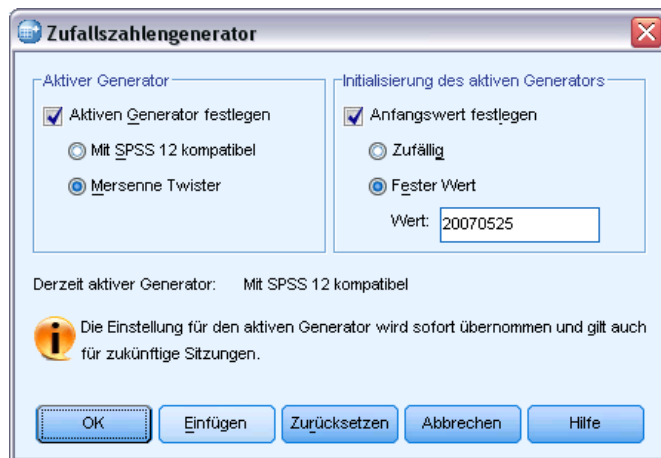 Zufallszahlengenerator
Aktiver Generator
Aktiven Generator festlegen
Mit SPSS 12 kompatibel
Mersenne Twister
Initialisierung des aktiven Generators
Anfangswert festlegen
Zufällig
Fester Wert
Wert: 20070525
Derzeit aktiver Generator: Mit SPSS 12 kompatibel
Die Einstellung für den aktiven Generator wird sofort übernommen und gilt auch
für zukünftige Sitzungen.
OK Einfügen Zurücksetzen Abbrechen Hilfe